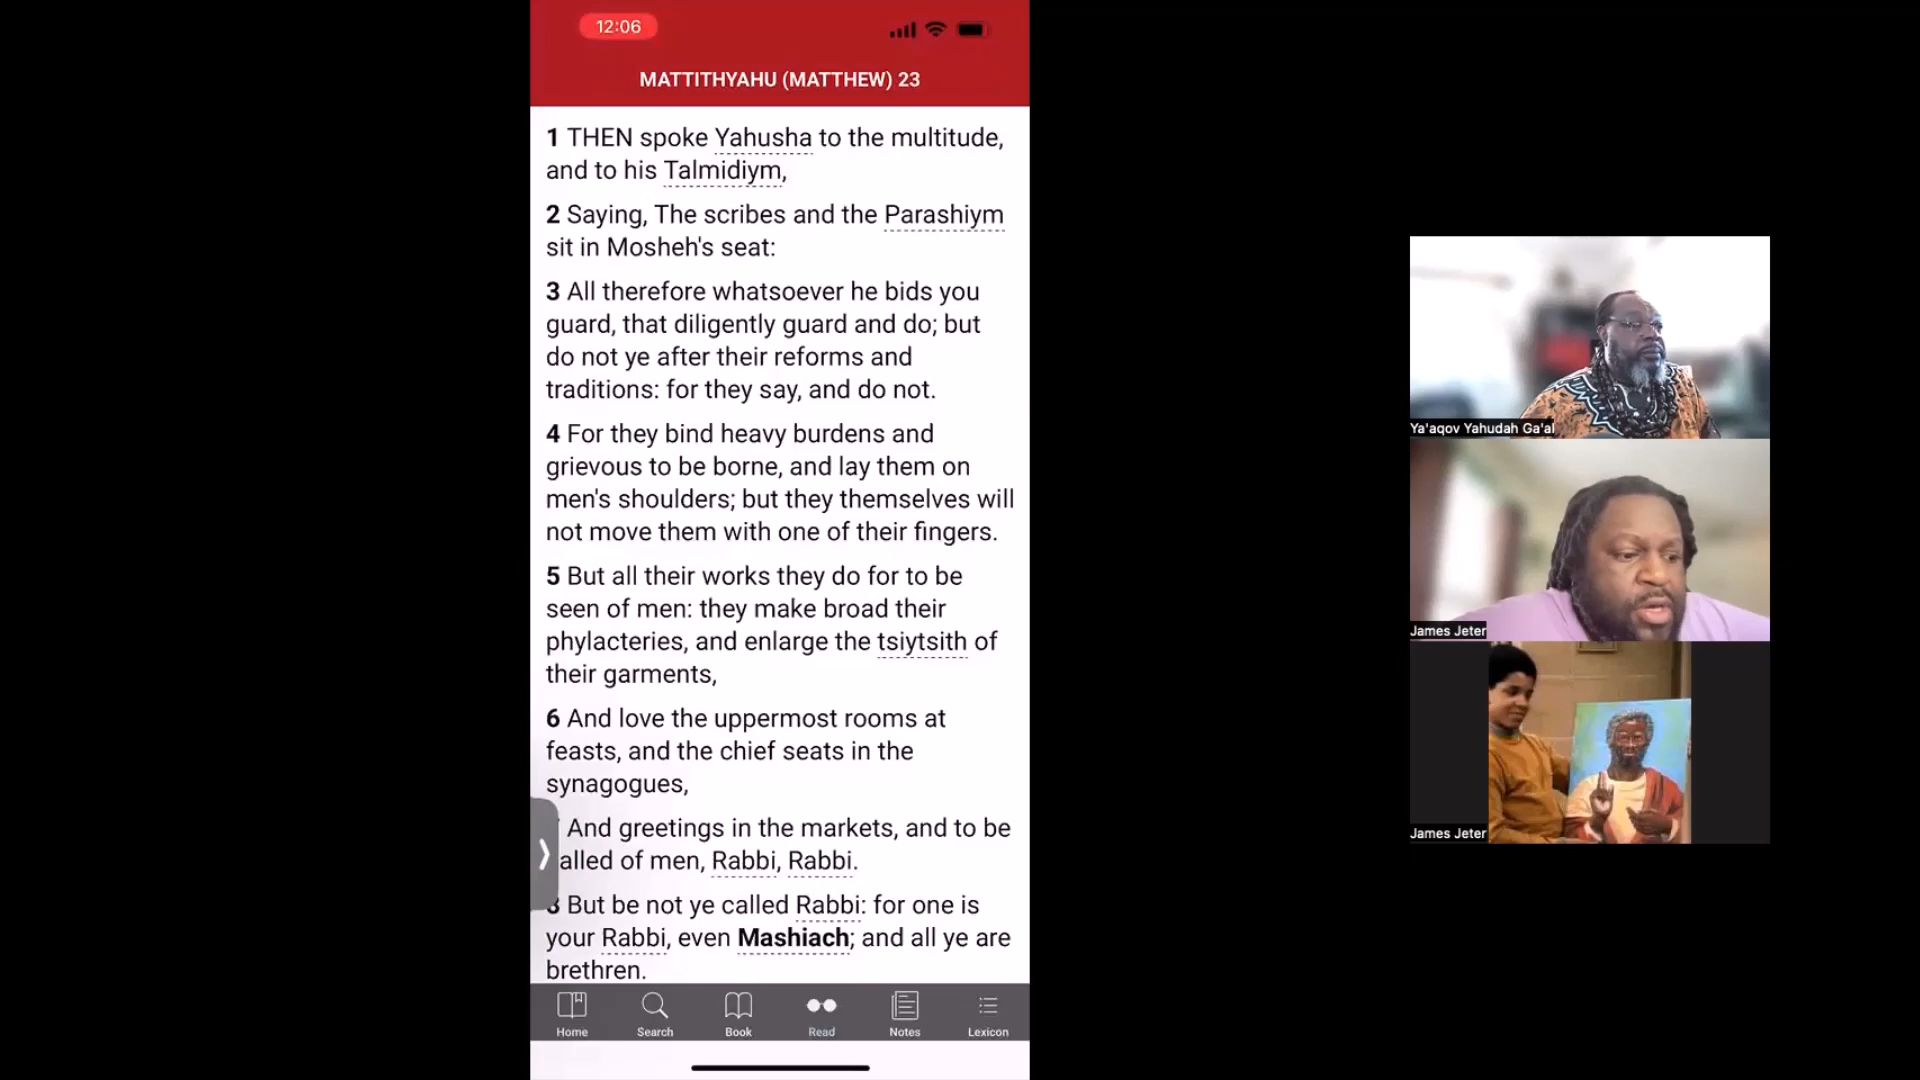 12:06
MATTITHYAHU (MATTHEW) 23
1 THEN spoke Yahusha to the multitude,
and to his Talmidiym,
2 Saying, The scribes and the Parashiym
sit in Mosheh's seat:
3 All therefore whatsoever he bids you
guard, that diligently guard and do; but
do not ye after their reforms and
traditions: for they say, and do not.
4 For they bind heavy burdens and
grievous to be borne, and lay them on
men's shoulders; but they themselves will
not move them with one of their fingers.
5 But all their works they do for to be
seen of men: they make broad their
phylacteries, and enlarge the tsiytsith of
their garments,
6 And love the uppermost rooms at
feasts, and the chief seats in the
synagogues,
And greetings in the markets, and to be
alled of men, Rabbi, Rabbi.
8 But be not ye called Rabbi: for one is
your Rabbi, even Mashiach; and all ye are
brethren.
Home Search Book Read Notes Lexicon
Ya'aqov Yahudah Ga'al
James Jeter
James Jeter